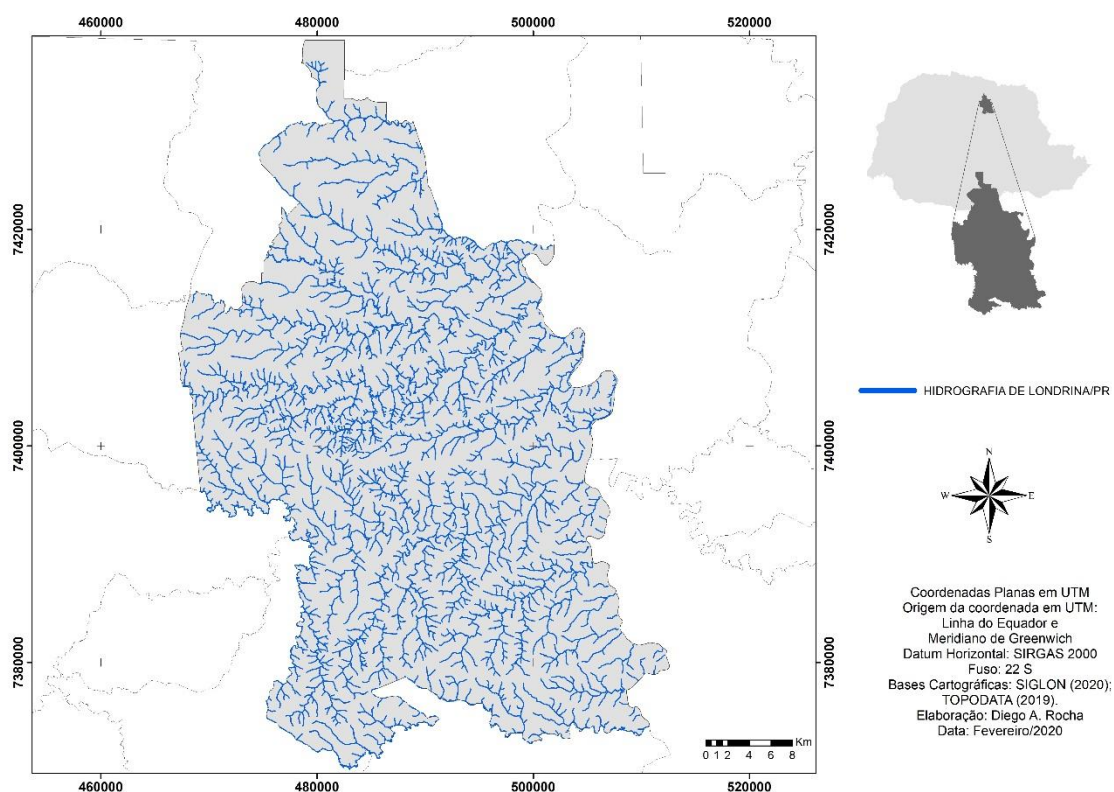 460000 480000 500000 520000
7420000 7420000
7400000 7400000
7380000 7380000
0 1 2 4 6 8 Km
460000 480000 500000 520000
HIDROGRAFIA DE LONDRINA/PR
N
W E
S
Coordenadas Planas em UTM
Origem da coordenada em UTM:
Linha do Equador e
Meridiano de Greenwich
Datum Horizontal: SIRGAS 2000
Fuso: 22 S
Bases Cartográficas: SIGLON (2020);
TOPODATA (2019).
Elaboração: Diego A. Rocha
Data: Fevereiro/2020